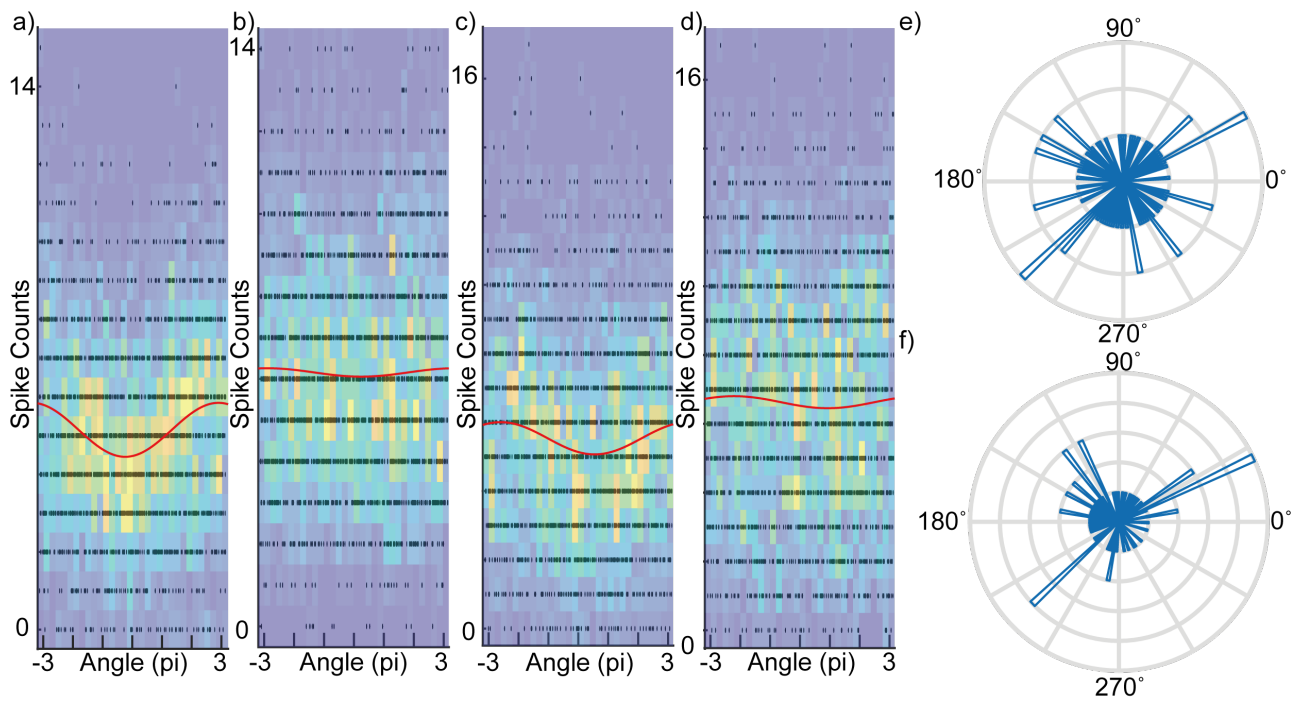 a)
14
Spike Counts
0
-3 Angle (pi) 3
b)
14
Spike Counts
0
-3 Angle (pi) 3
c)
16
Spike Counts
0
-3 Angle (pi) 3
d)
16
Spike Counts
0
-3 Angle (pi) 3
e)
90°
180° 0°
270°
f)
90°
180° 0°
270°